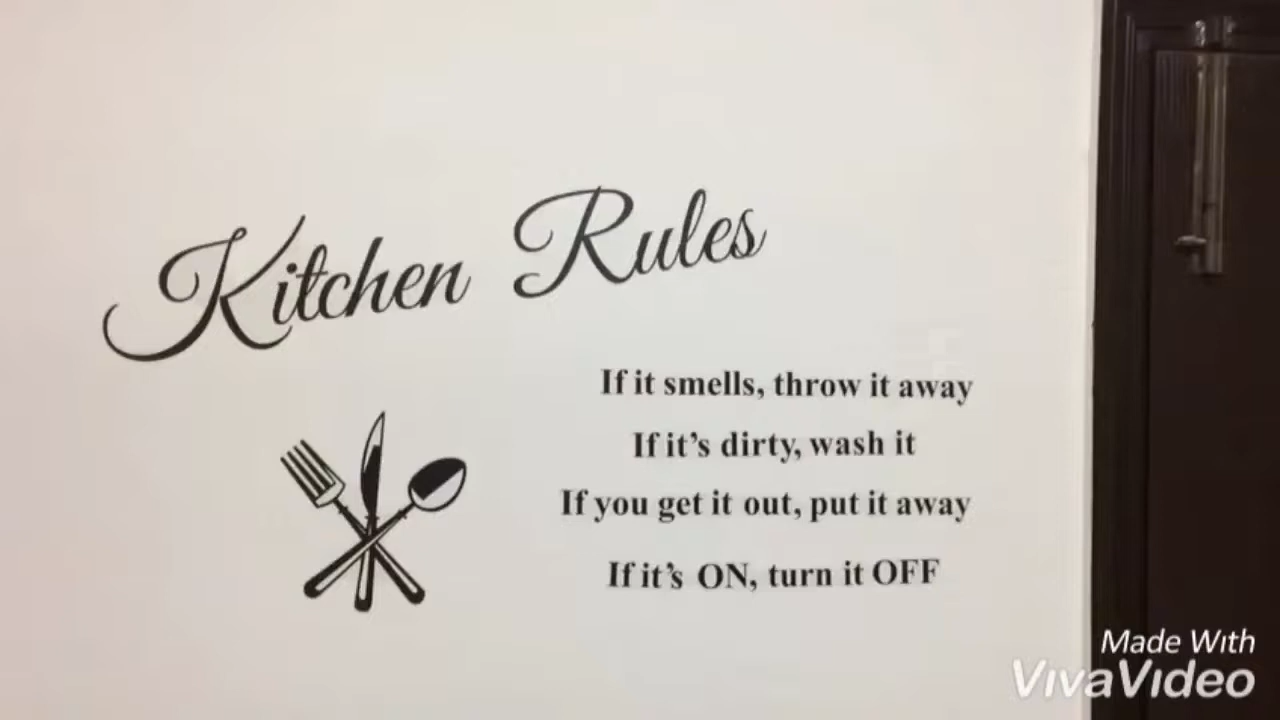 Kitchen Rules
If it smells, throw it away
If it’s dirty, wash it
If you get it out, put it away
If it’s ON, turn it OFF
Made With
VivaVideo